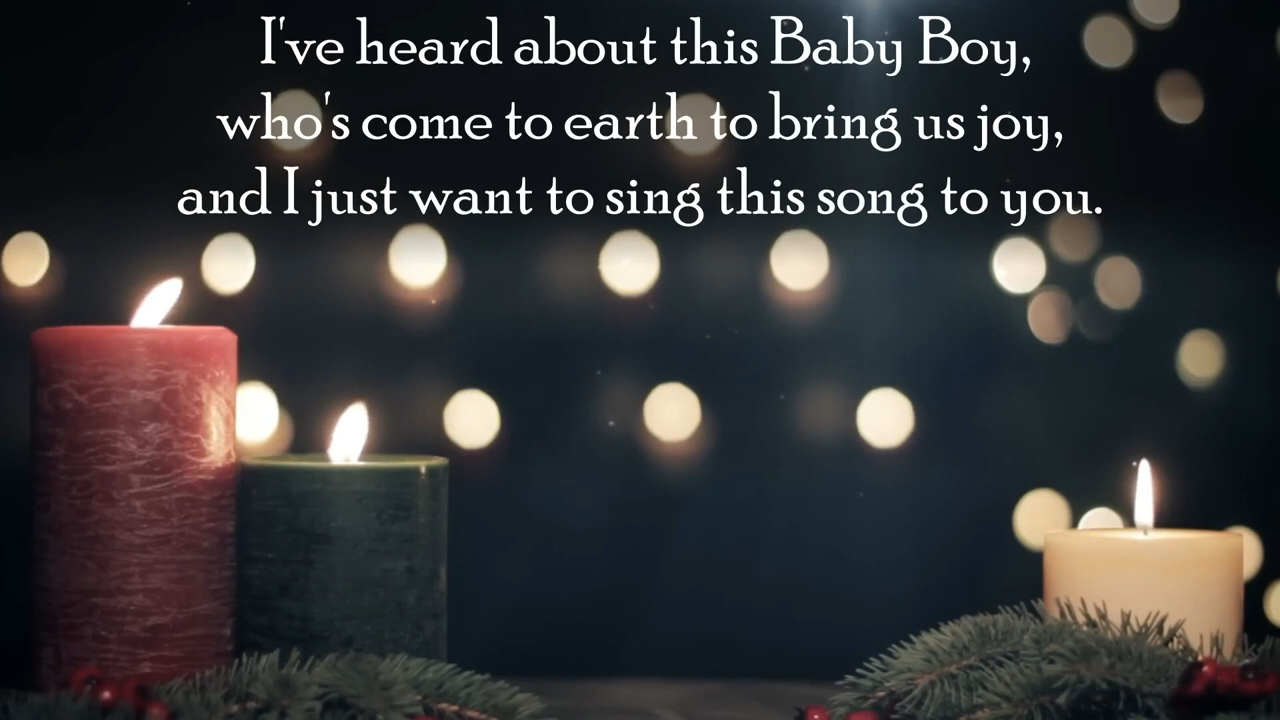 I've heard about this Baby Boy,
who's come to earth to bring us joy,
and I just want to sing this song to you.